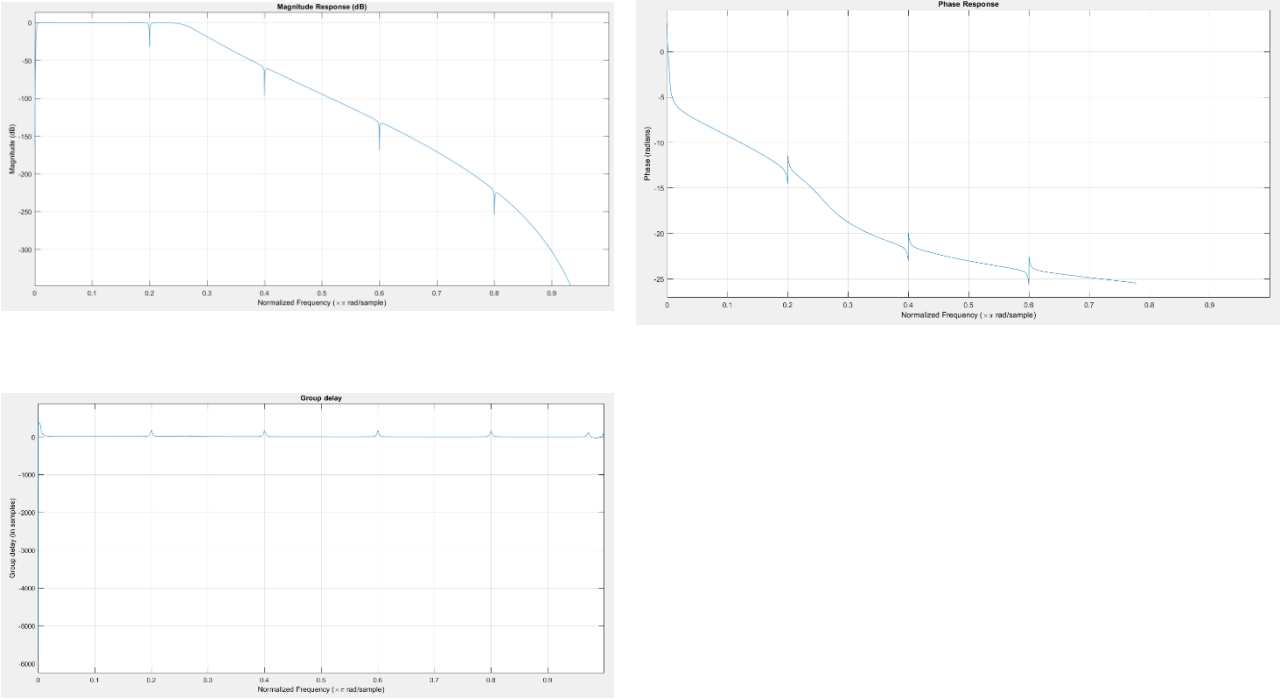 Magnitude Response (dB)
Magnitude (dB)
0
-50
-100
-150
-200
-250
-300
0 0.1 0.2 0.3 0.4 0.5 0.6 0.7 0.8 0.9
Normalized Frequency (×π rad/sample)
Phase Response
Phase (radians)
0
-5
-10
-15
-20
-25
0 0.1 0.2 0.3 0.4 0.5 0.6 0.7 0.8 0.9
Normalized Frequency (×π rad/sample)
Group delay
Group delay (in samples)
0
-1000
-2000
-3000
-4000
-5000
-6000
0 0.1 0.2 0.3 0.4 0.5 0.6 0.7 0.8 0.9
Normalized Frequency (×π rad/sample)